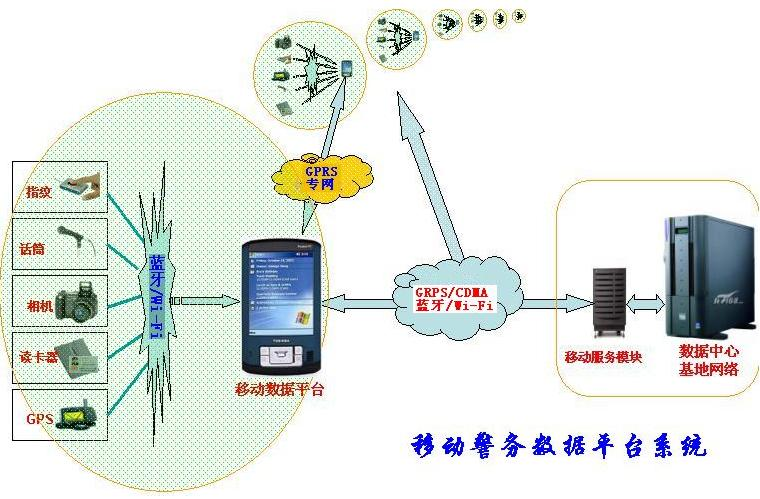 GPRS
专网
指纹
话筒
相机
读卡器
GPS
蓝牙/Wi-Fi
TOSHIBA
移动数据平台
GRPS/CDMA
蓝牙/Wi-Fi
移动服务模块
数据中心
基地网络
移动警务数据平台系统